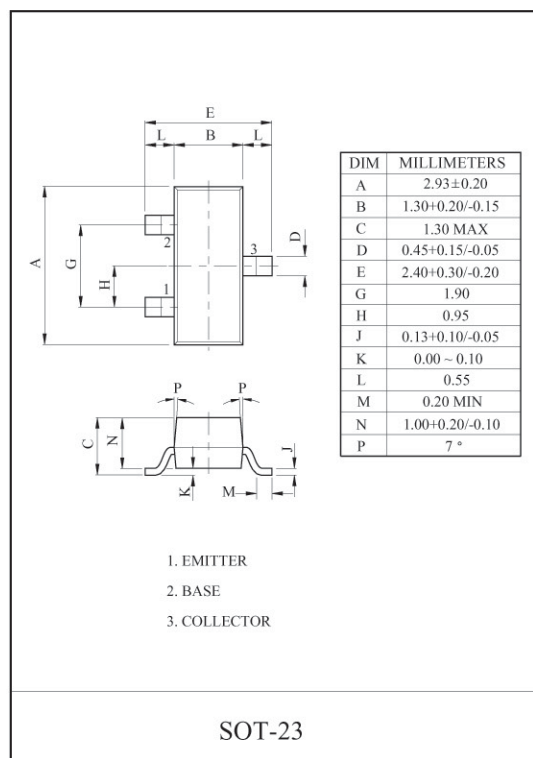 E
L B L
A
G
H
2
1
3
D
DIM MILLIMETERS
A 2.93±0.20
B 1.30+0.20/-0.15
C 1.30 MAX
D 0.45+0.15/-0.05
E 2.40+0.30/-0.20
G 1.90
H 0.95
J 0.13+0.10/-0.05
K 0.00 ~ 0.10
L 0.55
M 0.20 MIN
N 1.00+0.20/-0.10
P 7 °
P P
C
N
K
M
J
1. EMITTER
2. BASE
3. COLLECTOR
SOT-23